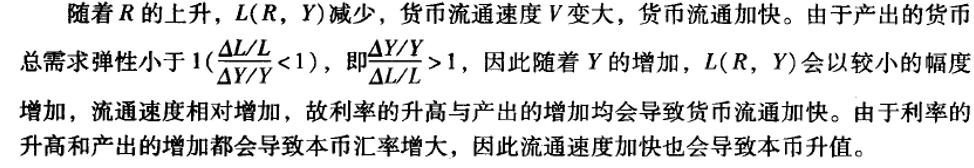 随着 R 的上升，L(R，Y)减少，货币流通速度 V 变大，货币流通加快。由于产出的货币
总需求弹性小于 1(\frac{ΔL/L}{ΔY/Y}<1)，即\frac{ΔY/Y}{ΔL/L}>1，因此随着 Y 的增加，L(R，Y)会以较小的幅度
增加，流通速度相对增加，故利率的升高与产出的增加均会导致货币流通加快。由于利率的
升高和产出的增加都会导致本币汇率增大，因此流通速度加快也会导致本币升值。